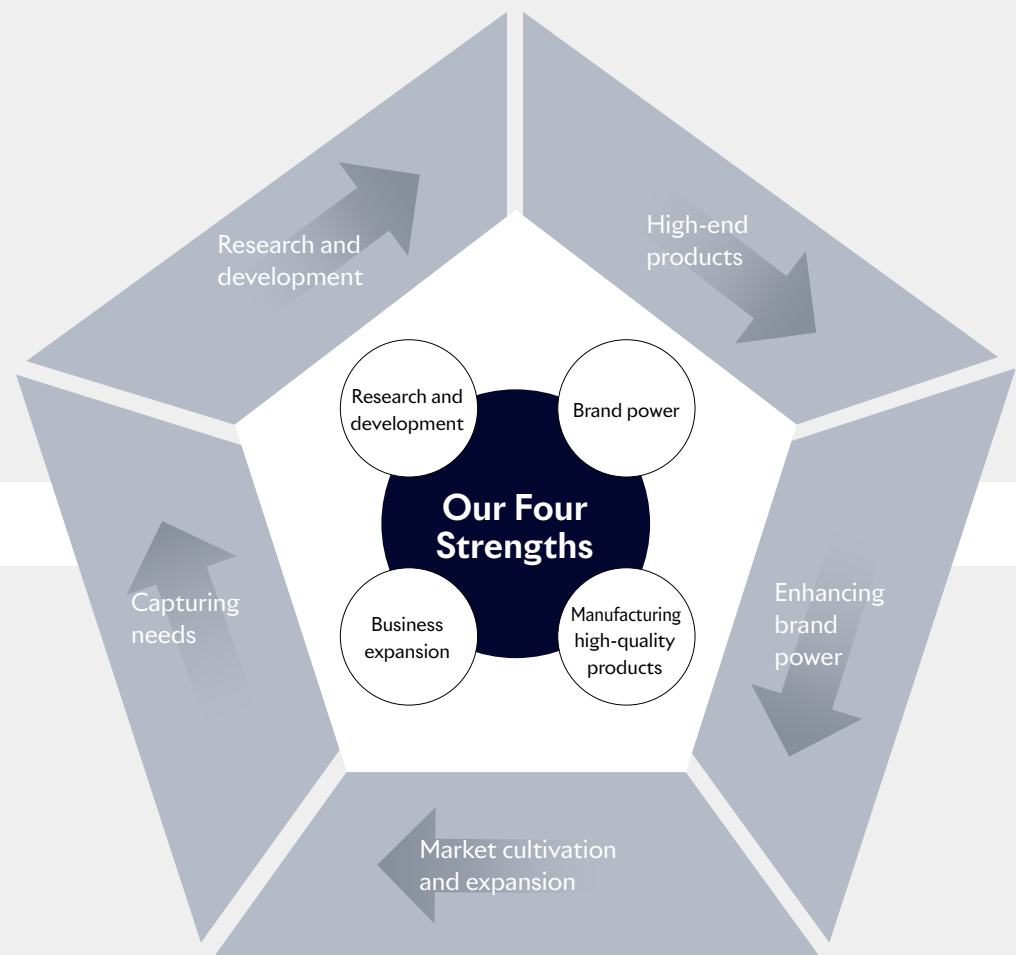 Research and
development
High-end
products
Research and
development
Brand power
Our Four
Strengths
Business
expansion
Manufacturing
high-quality
products
Capturing
needs
Enhancing
brand
power
Market cultivation
and expansion